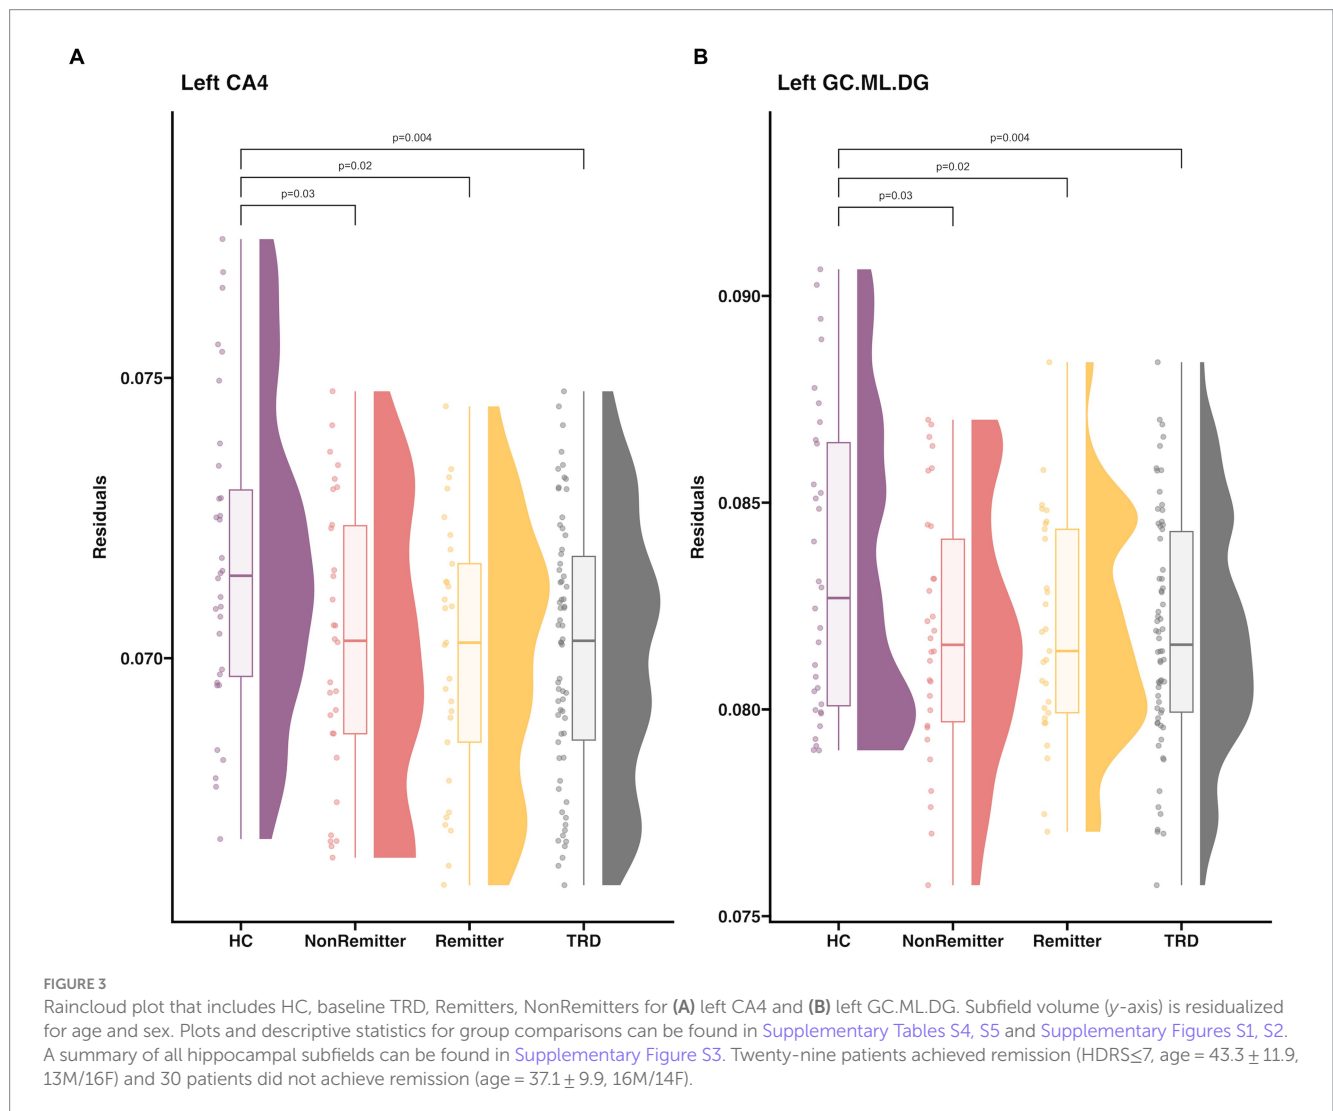 A
Left CA4
p=0.004
p=0.02
p=0.03
0.075
0.070
Residuals
HC NonRemitter Remitter TRD
B
Left GC.ML.DG
p=0.004
p=0.02
p=0.03
0.090
0.085
0.080
0.075
Residuals
HC NonRemitter Remitter TRD
FIGURE 3
Raincloud plot that includes HC, baseline TRD, Remitters, NonRemitters for (A) left CA4 and (B) left GC.ML.DG. Subfield volume (y-axis) is residualized
for age and sex. Plots and descriptive statistics for group comparisons can be found in Supplementary Tables S4, S5 and Supplementary Figures S1, S2.
A summary of all hippocampal subfields can be found in Supplementary Figure S3. Twenty-nine patients achieved remission (HDRS≤7, age = 43.3 ± 11.9,
13M/16F) and 30 patients did not achieve remission (age = 37.1 ± 9.9, 16M/14F).